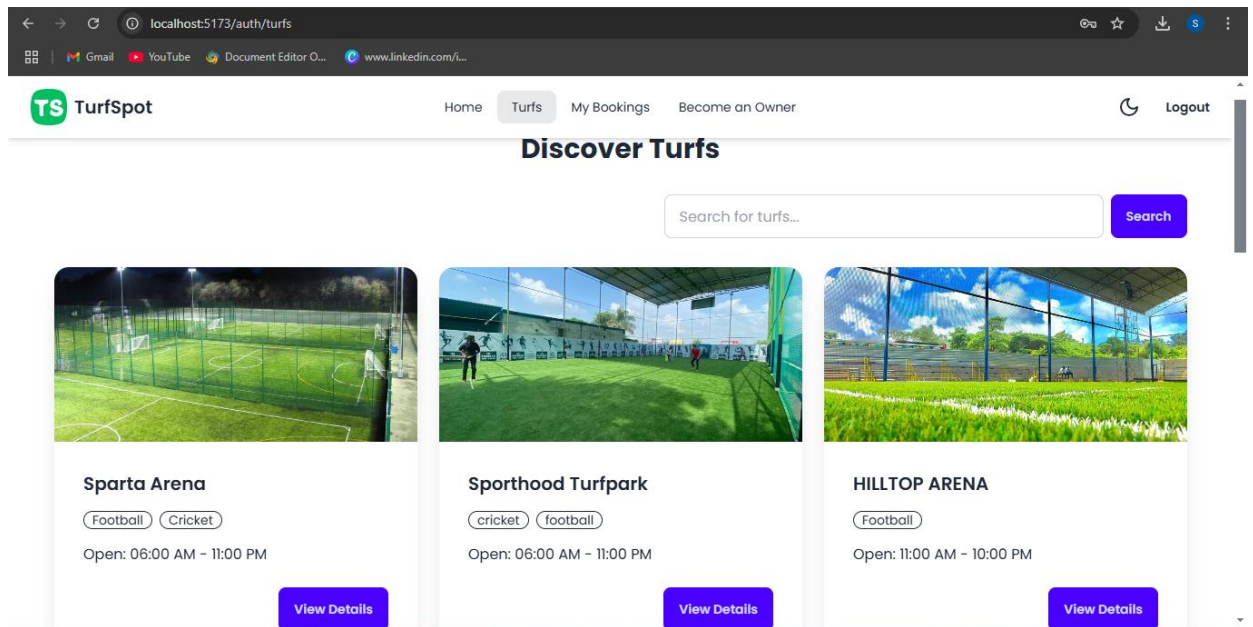 localhost:5173/auth/turfs
S
Gmail YouTube Document Editor O... www.linkedin.com/i...
TS TurfSpot Home Turfs My Bookings Become an Owner Logout
Discover Turfs
Search for turfs... Search
Sparta Arena Sporthood Turfpark HILLTOP ARENA
Football Cricket cricket football Football
Open: 06:00 AM - 11:00 PM Open: 06:00 AM - 11:00 PM Open: 11:00 AM - 10:00 PM
View Details View Details View Details